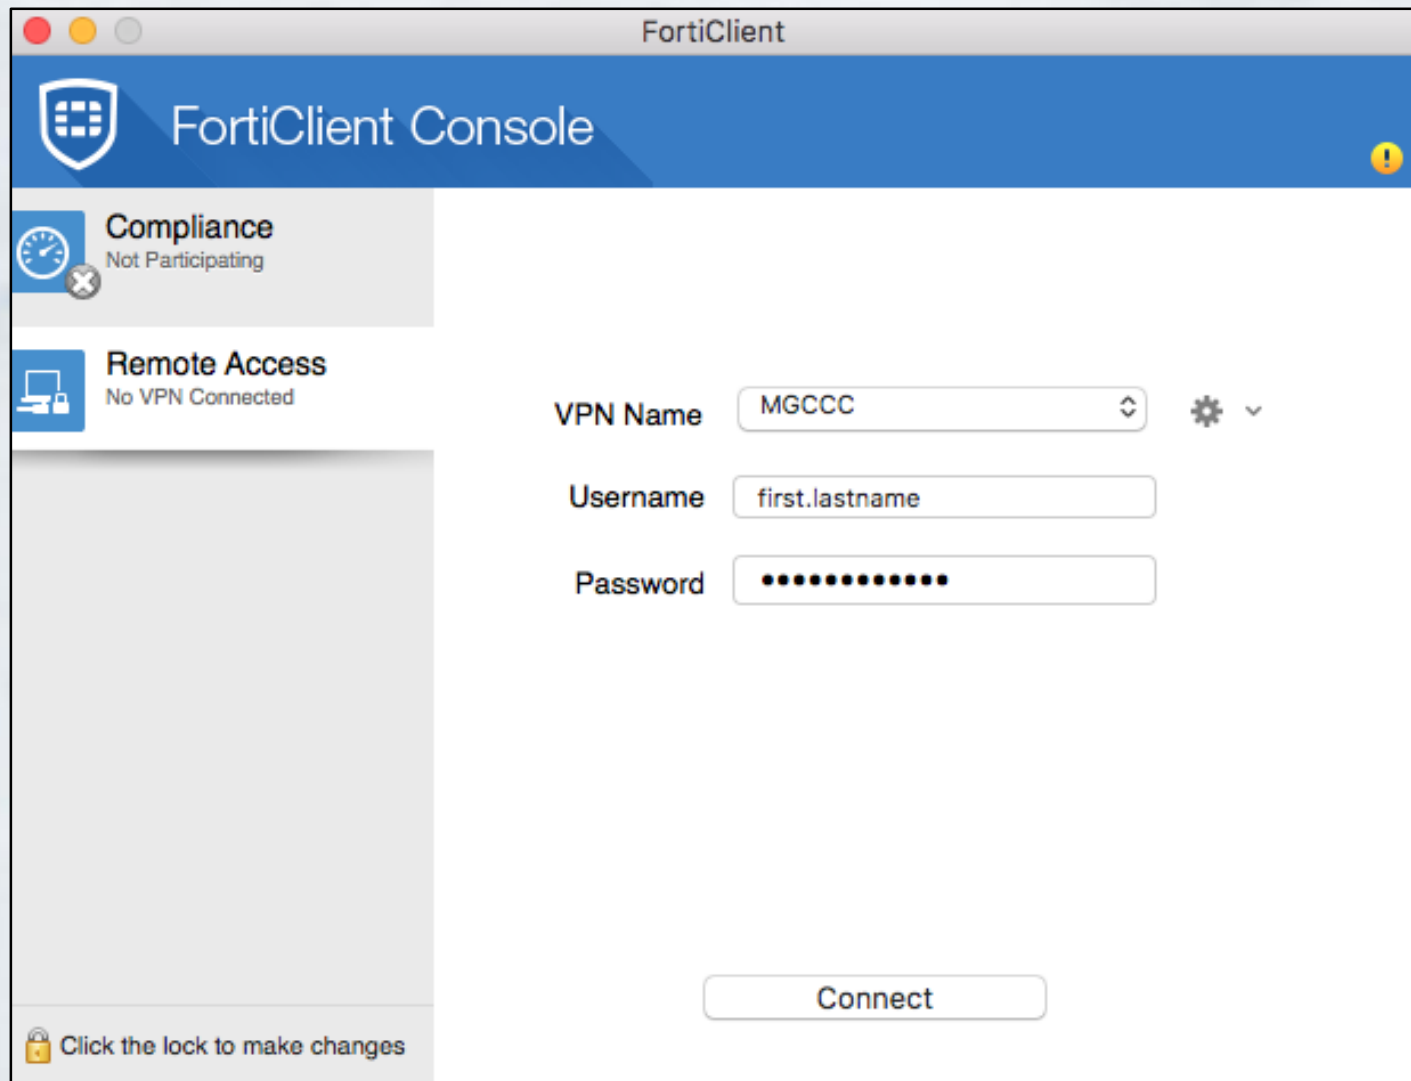 FortiClient
FortiClient Console
Compliance
Not Participating
Remote Access
No VPN Connected
VPN Name
MGCCC
Username
first.lastname
Password
••••••••••••
Connect
Click the lock to make changes